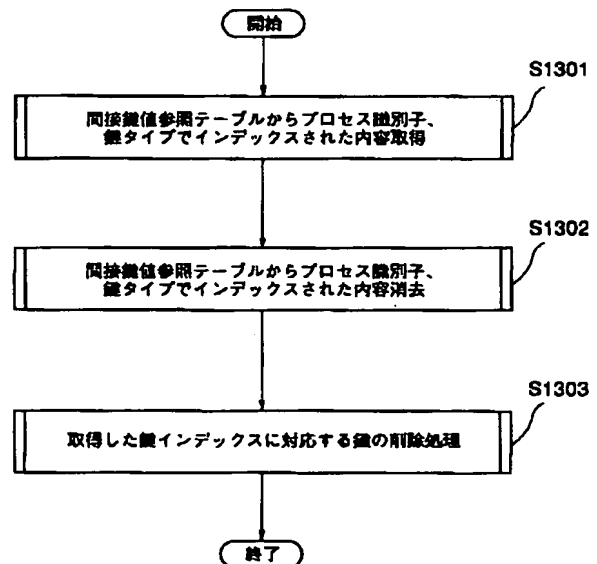 開始
S1301
間接鍵値参照テーブルからプロセス識別子、
鍵タイプでインデックスされた内容取得
S1302
間接鍵値参照テーブルからプロセス識別子、
鍵タイプでインデックスされた内容消去
S1303
取得した鍵インデックスに対応する鍵の削除処理
終了